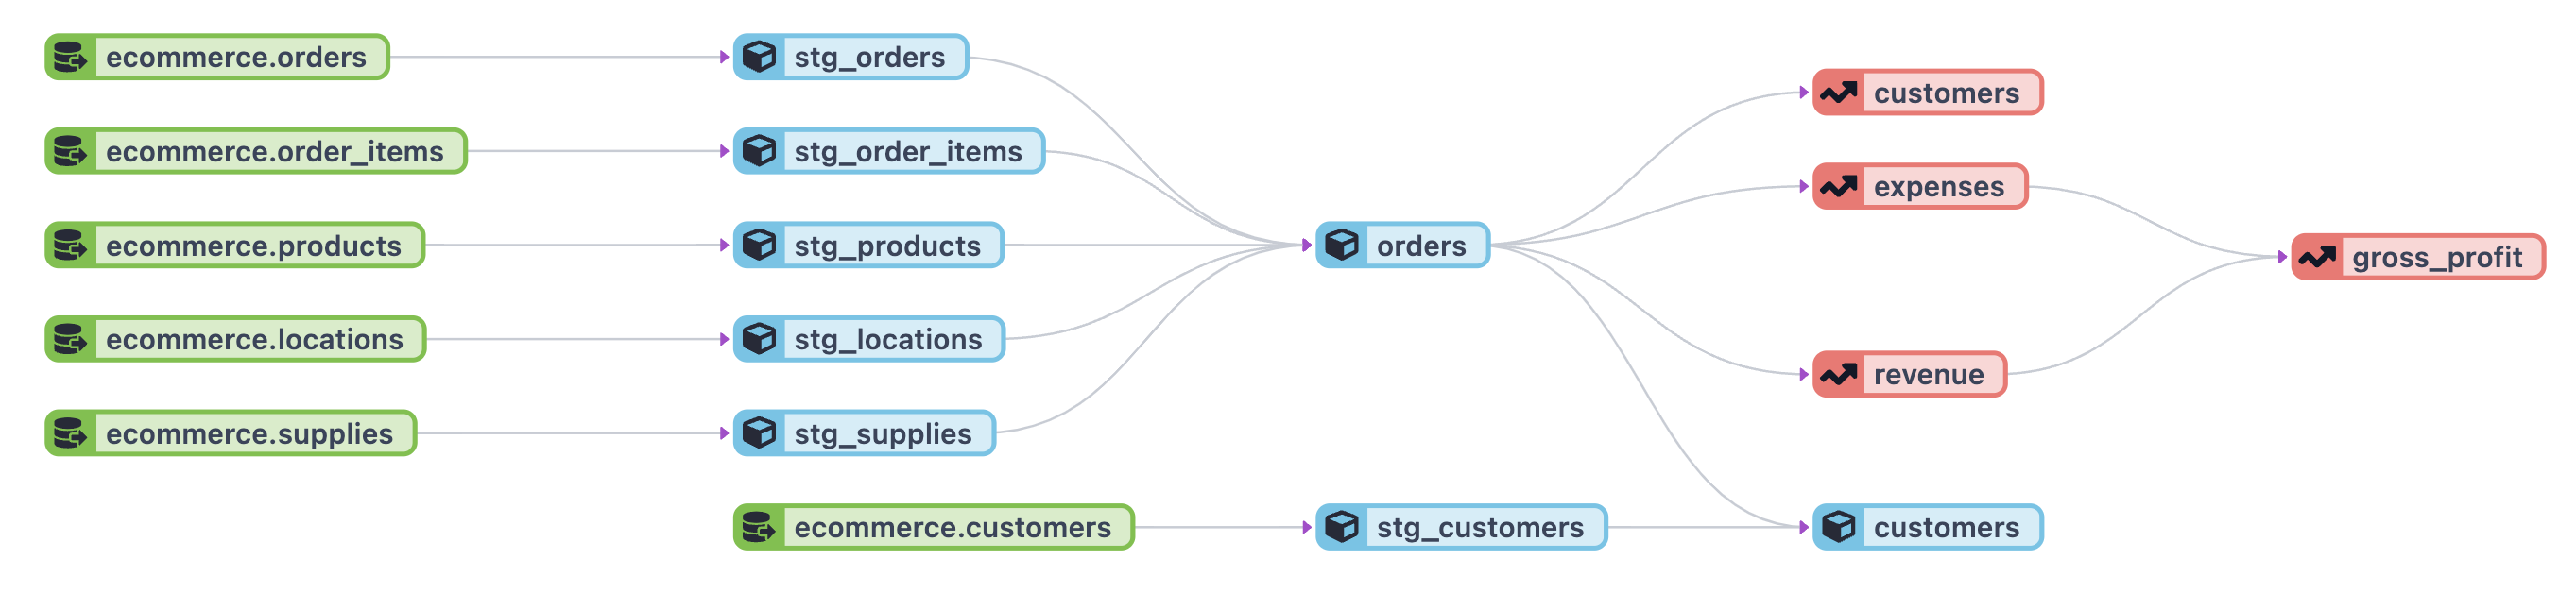 ecommerce.orders
stg_orders
customers
ecommerce.order_items
stg_order_items
expenses
ecommerce.products
stg_products
orders
gross_profit
ecommerce.locations
stg_locations
revenue
ecommerce.supplies
stg_supplies
ecommerce.customers
stg_customers
customers